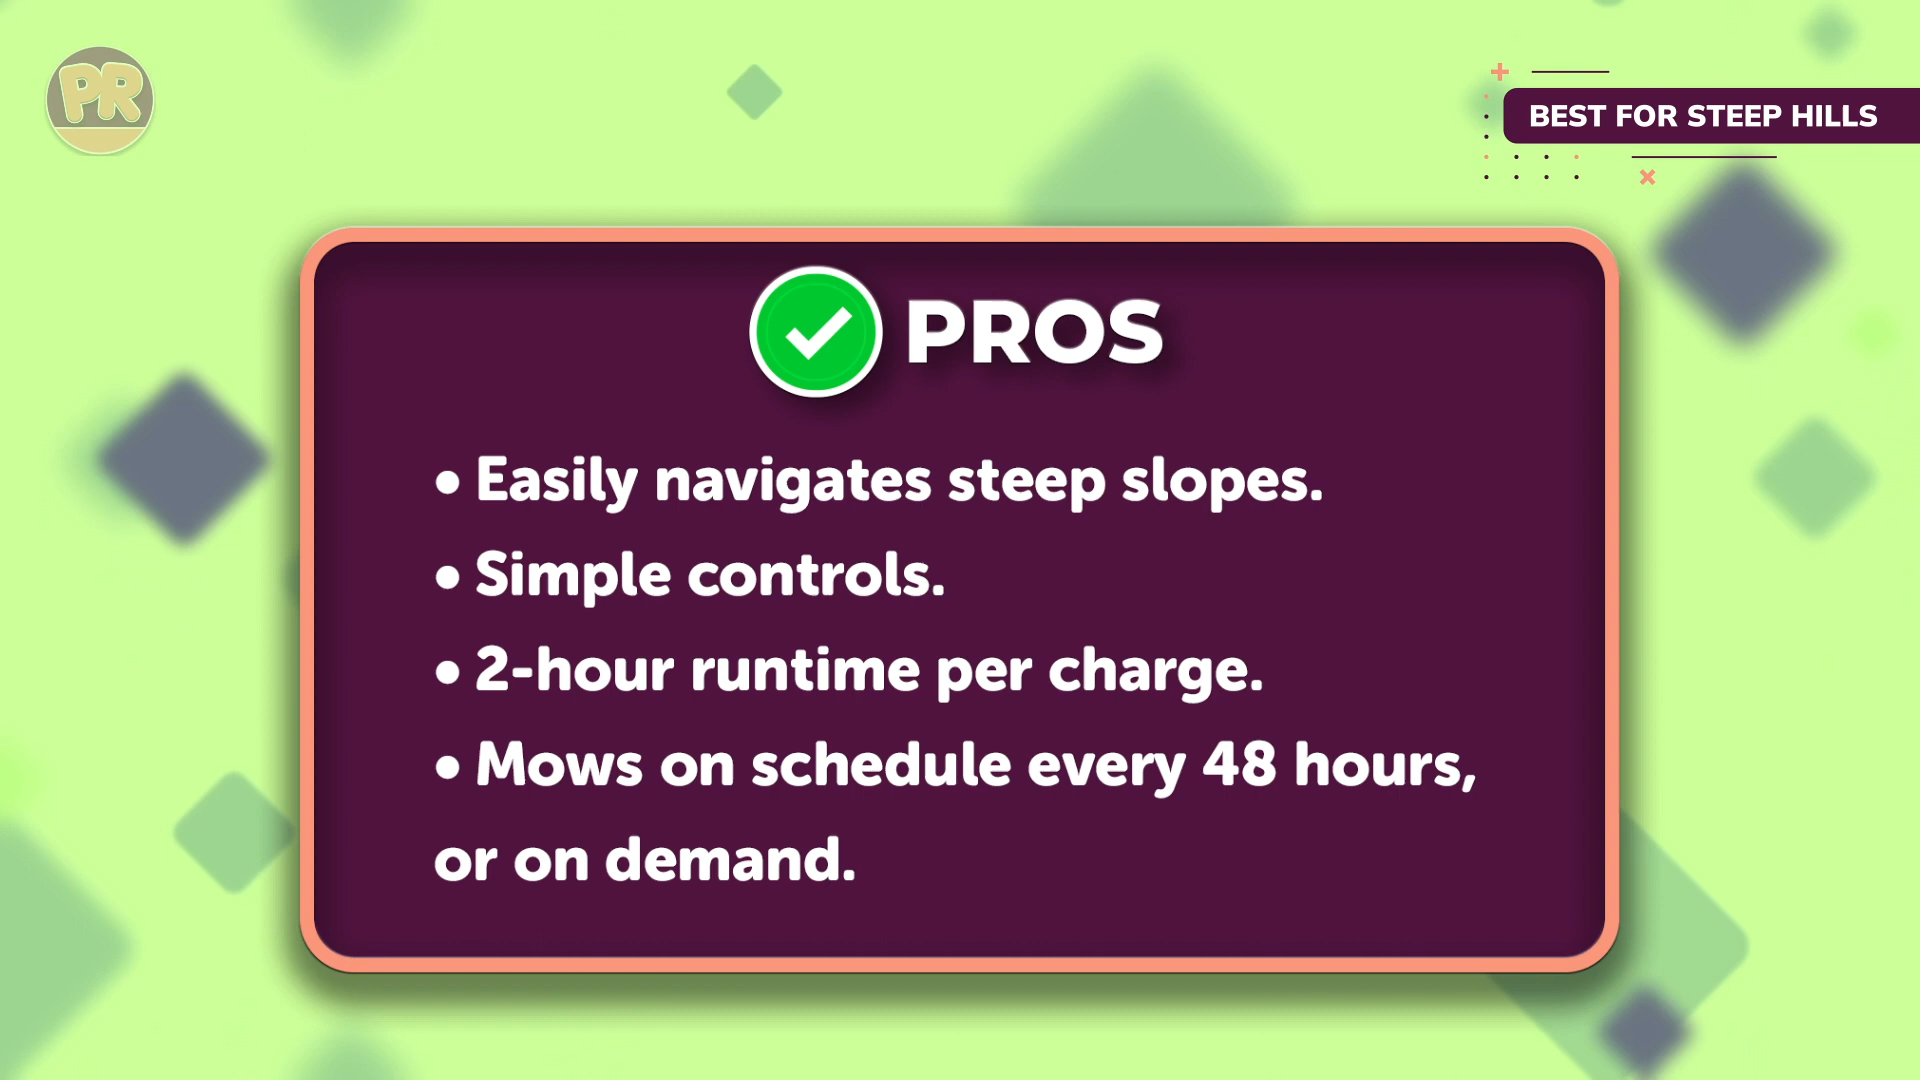 PR
BEST FOR STEEP HILLS
PROS
• Easily navigates steep slopes.
• Simple controls.
• 2-hour runtime per charge.
• Mows on schedule every 48 hours,
or on demand.